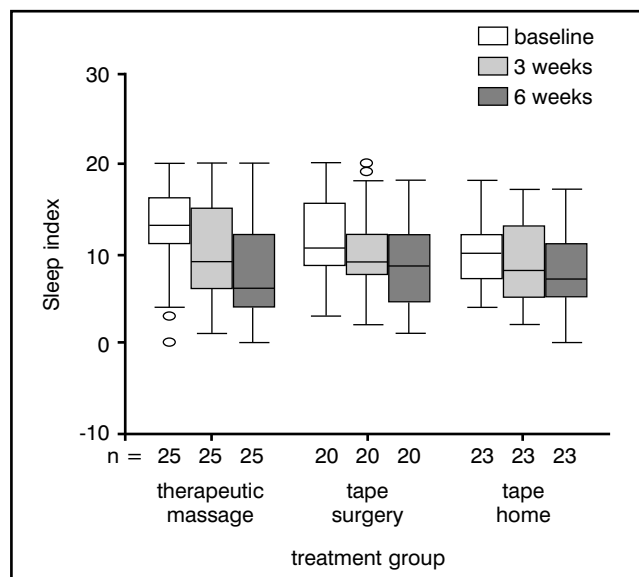 baseline
3 weeks
6 weeks
30
20
10
0
-10
Sleep index
n = 25 25 25 20 20 20 23 23 23
therapeutic massage
tape surgery
tape home
treatment group